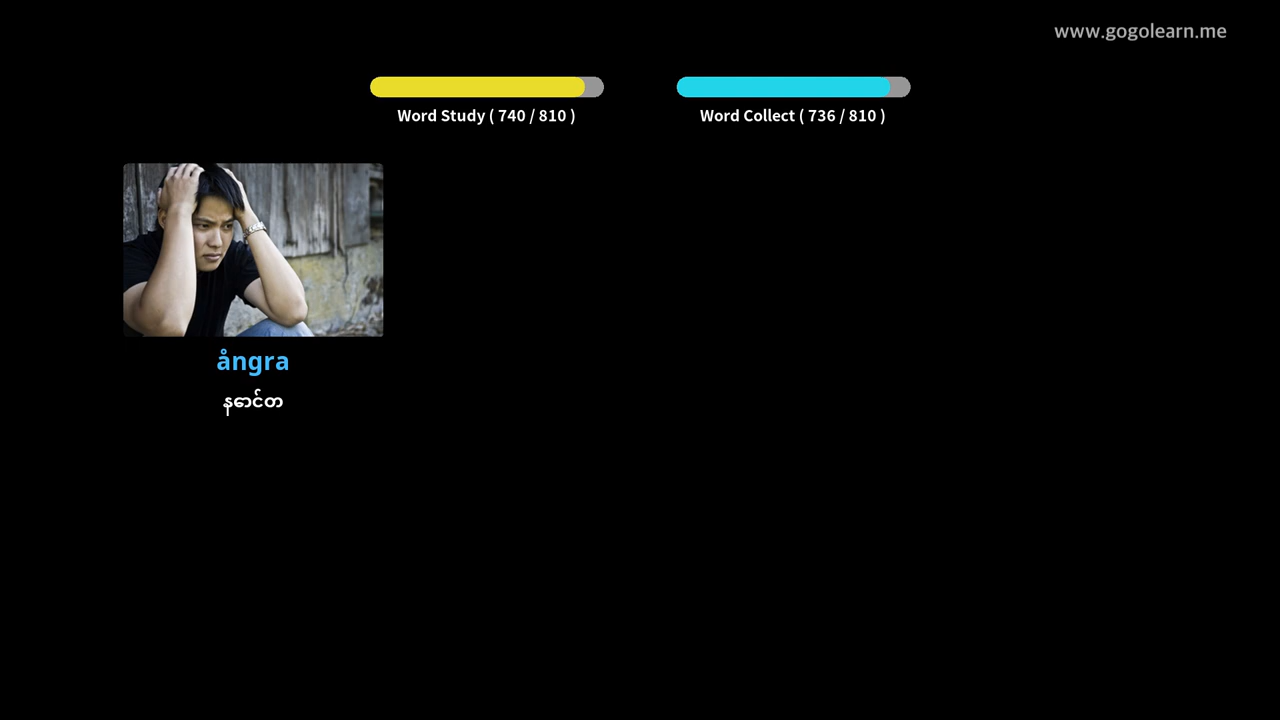 www.gogolearn.me
Word Study ( 740 / 810 )
Word Collect ( 736 / 810 )
ångra
နောင်တ